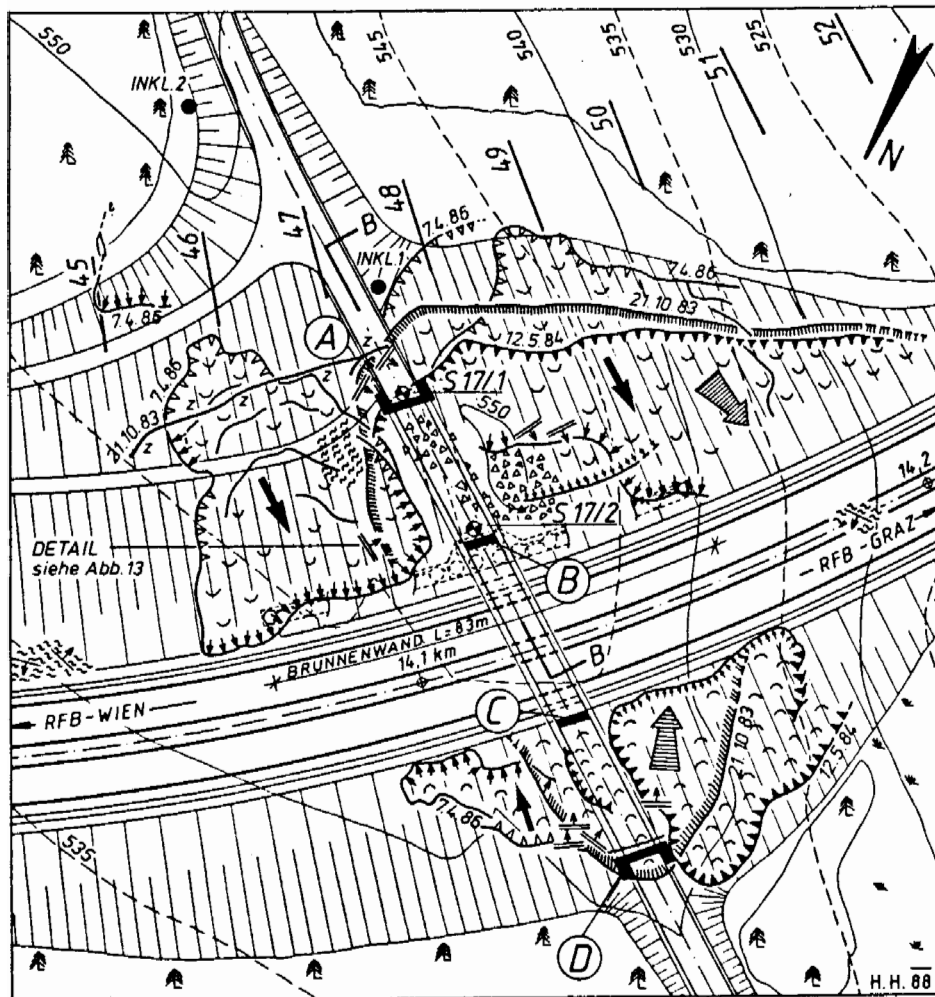 550
545
540
535
530
525
52
51
50
49
48
47
46
45
INKL.2
N
B
7.4.86
INKL.1
7.4.86
21.10 83
12.5.84
7.4.86
A
S 17/1
550
z
z
z
z
z
7.4.86
21.10 83
S 17/2
14,2
DETAIL
siehe Abb.13
B
RFB-GRAZ
BRUNNENWAND L= 83m
14,1 km
B
RFB-WIEN
C
21.10 83
12.5.84
7.4.86
535
D
H.H. 88